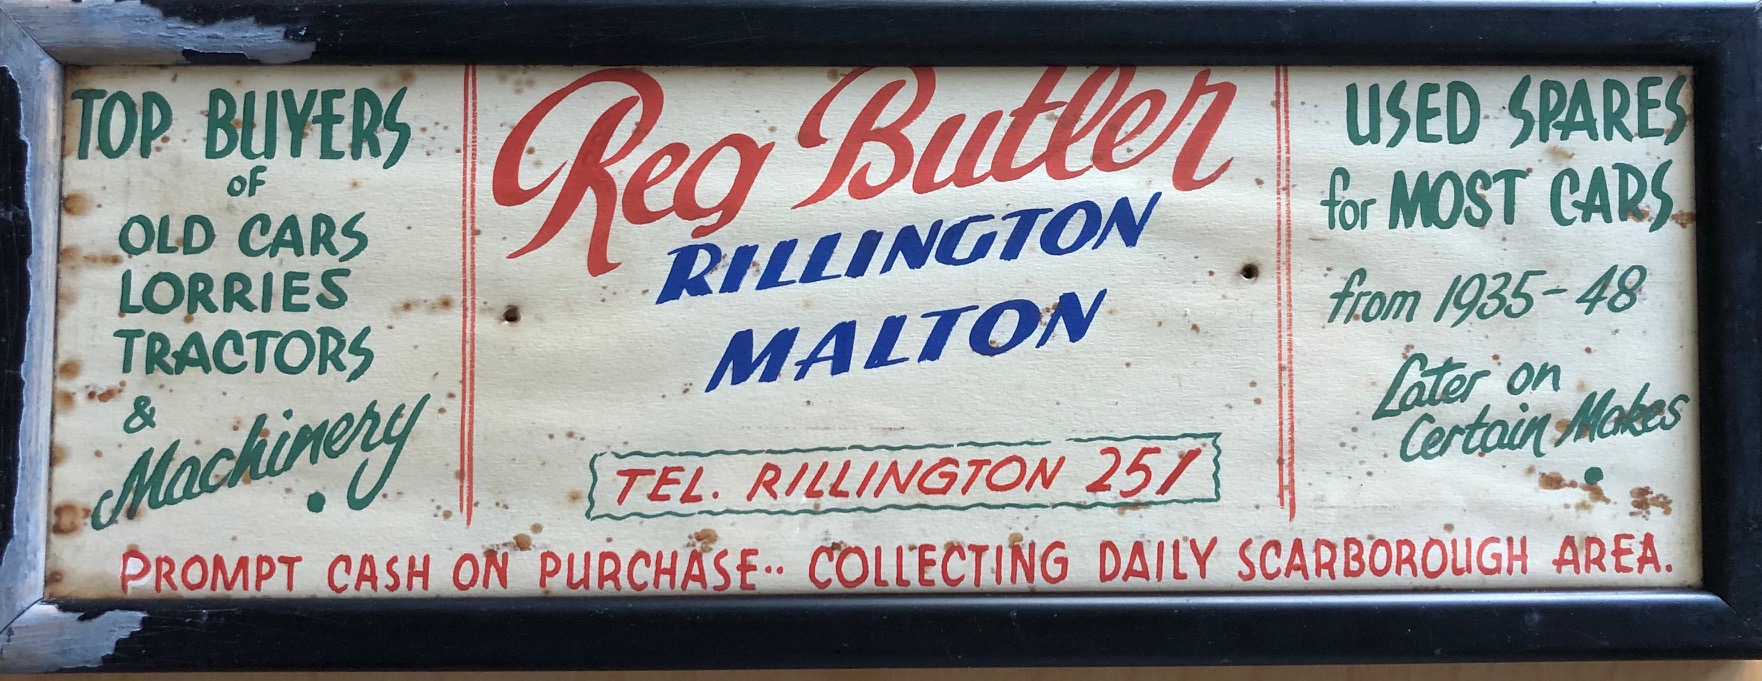 TOP BUYERS
OF
OLD CARS
LORRIES
TRACTORS
&
Machinery.
Reg Butler
RILLINGTON
MALTON
TEL. RILLINGTON 251
USED SPARES
for MOST CARS
from 1935-48
Later on
Certain Makes.
PROMPT CASH ON PURCHASE.. COLLECTING DAILY SCARBOROUGH AREA.